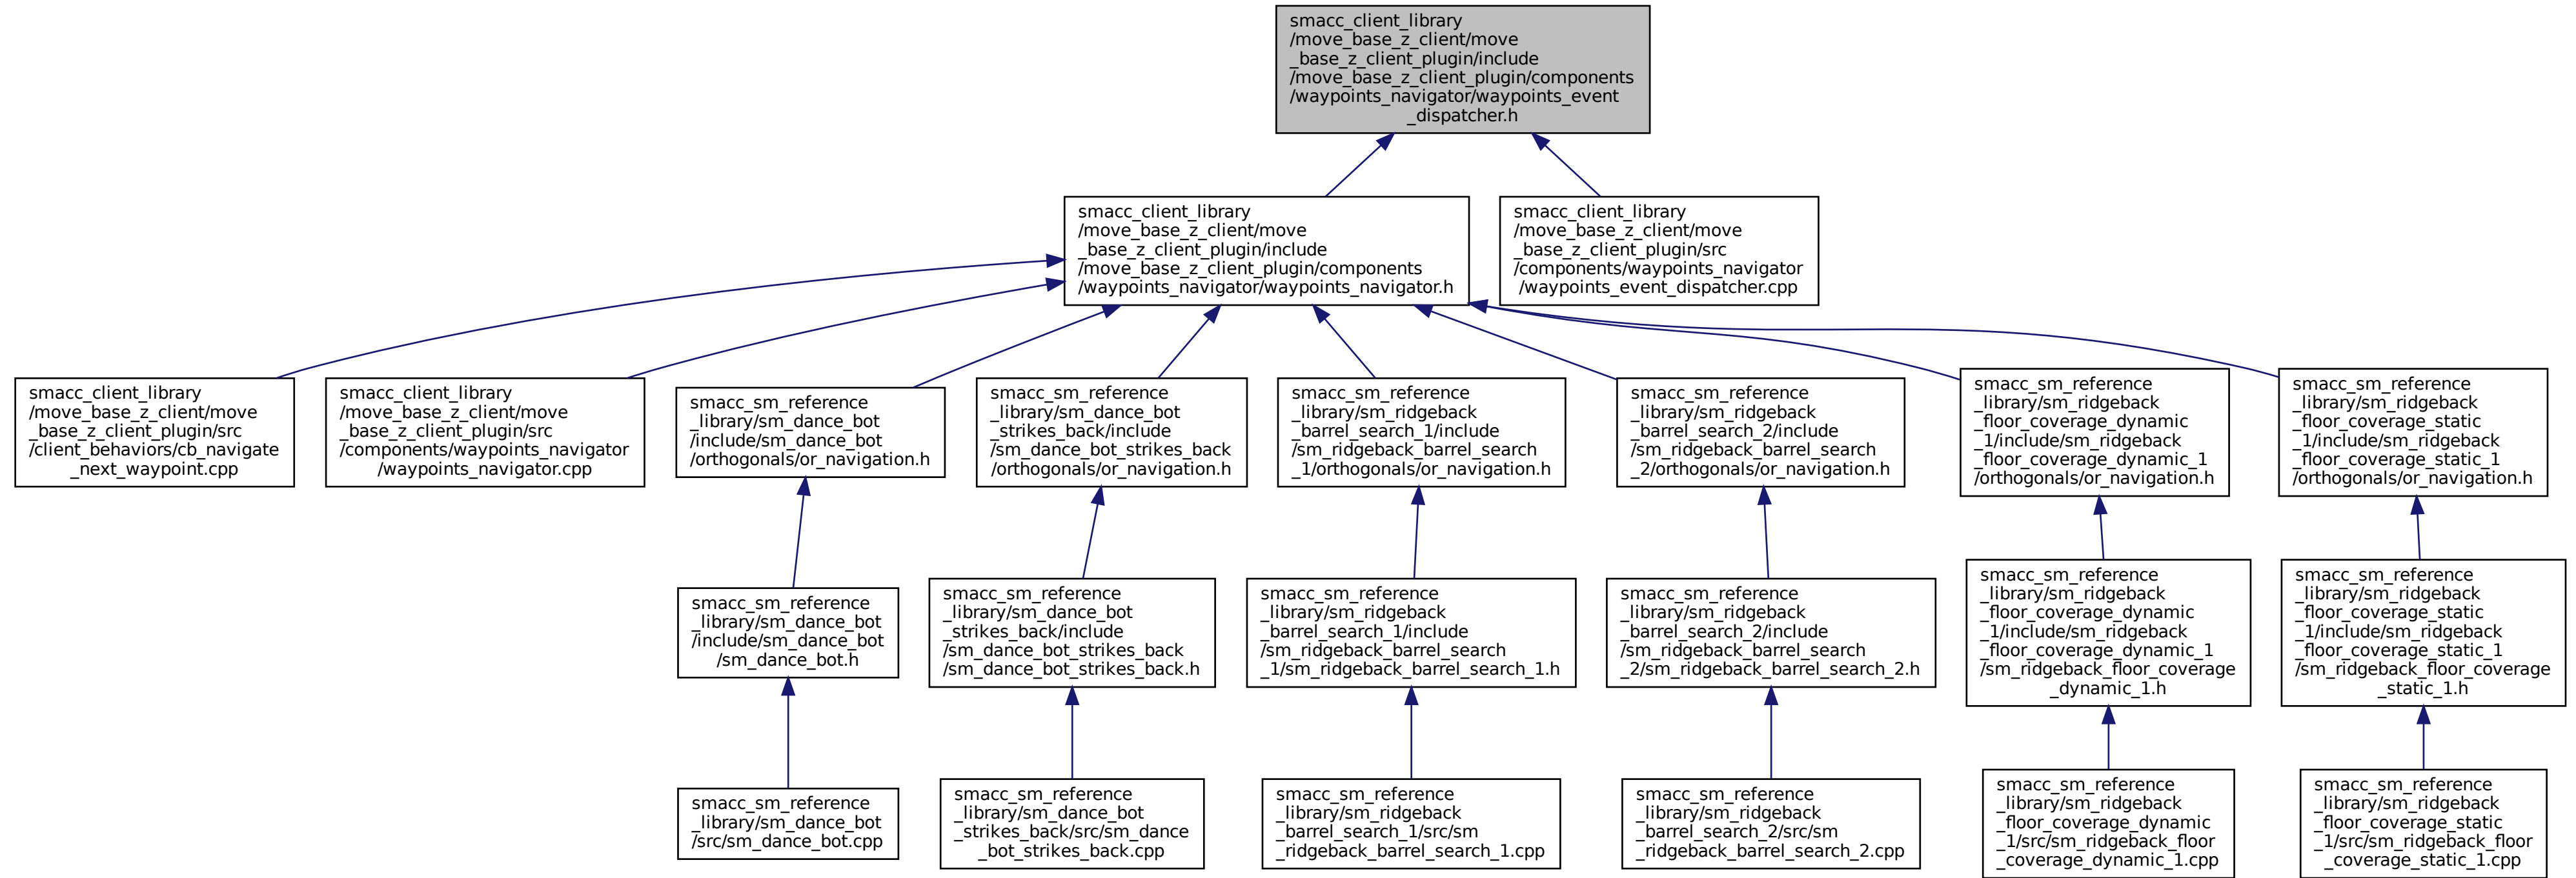 smacc_client_library
/move_base_z_client/move
_base_z_client_plugin/include
/move_base_z_client_plugin/components
/waypoints_navigator/waypoints_event
_dispatcher.h
smacc_client_library
/move_base_z_client/move
_base_z_client_plugin/include
/move_base_z_client_plugin/components
/waypoints_navigator/waypoints_navigator.h
smacc_client_library
/move_base_z_client/move
_base_z_client_plugin/src
/components/waypoints_navigator
/waypoints_event_dispatcher.cpp
smacc_client_library
/move_base_z_client/move
_base_z_client_plugin/src
/client_behaviors/cb_navigate
_next_waypoint.cpp
smacc_client_library
/move_base_z_client/move
_base_z_client_plugin/src
/components/waypoints_navigator
/waypoints_navigator.cpp
smacc_sm_reference
_library/sm_dance_bot
/include/sm_dance_bot
/orthogonals/or_navigation.h
smacc_sm_reference
_library/sm_dance_bot
_strikes_back/include
/sm_dance_bot_strikes_back
/orthogonals/or_navigation.h
smacc_sm_reference
_library/sm_ridgeback
_barrel_search_1/include
/sm_ridgeback_barrel_search
_1/orthogonals/or_navigation.h
smacc_sm_reference
_library/sm_ridgeback
_barrel_search_2/include
/sm_ridgeback_barrel_search
_2/orthogonals/or_navigation.h
smacc_sm_reference
_library/sm_ridgeback
_floor_coverage_dynamic
_1/include/sm_ridgeback
_floor_coverage_dynamic_1
/orthogonals/or_navigation.h
smacc_sm_reference
_library/sm_ridgeback
_floor_coverage_static
_1/include/sm_ridgeback
_floor_coverage_static_1
/orthogonals/or_navigation.h
smacc_sm_reference
_library/sm_dance_bot
/include/sm_dance_bot
/sm_dance_bot.h
smacc_sm_reference
_library/sm_dance_bot
_strikes_back/include
/sm_dance_bot_strikes_back
/sm_dance_bot_strikes_back.h
smacc_sm_reference
_library/sm_ridgeback
_barrel_search_1/include
/sm_ridgeback_barrel_search
_1/sm_ridgeback_barrel_search_1.h
smacc_sm_reference
_library/sm_ridgeback
_barrel_search_2/include
/sm_ridgeback_barrel_search
_2/sm_ridgeback_barrel_search_2.h
smacc_sm_reference
_library/sm_ridgeback
_floor_coverage_dynamic
_1/include/sm_ridgeback
_floor_coverage_dynamic_1
/sm_ridgeback_floor_coverage
_dynamic_1.h
smacc_sm_reference
_library/sm_ridgeback
_floor_coverage_static
_1/include/sm_ridgeback
_floor_coverage_static_1
/sm_ridgeback_floor_coverage
_static_1.h
smacc_sm_reference
_library/sm_dance_bot
/src/sm_dance_bot.cpp
smacc_sm_reference
_library/sm_dance_bot
_strikes_back/src/sm_dance
_bot_strikes_back.cpp
smacc_sm_reference
_library/sm_ridgeback
_barrel_search_1/src/sm
_ridgeback_barrel_search_1.cpp
smacc_sm_reference
_library/sm_ridgeback
_barrel_search_2/src/sm
_ridgeback_barrel_search_2.cpp
smacc_sm_reference
_library/sm_ridgeback
_floor_coverage_dynamic
_1/src/sm_ridgeback_floor
_coverage_dynamic_1.cpp
smacc_sm_reference
_library/sm_ridgeback
_floor_coverage_static
_1/src/sm_ridgeback_floor
_coverage_static_1.cpp